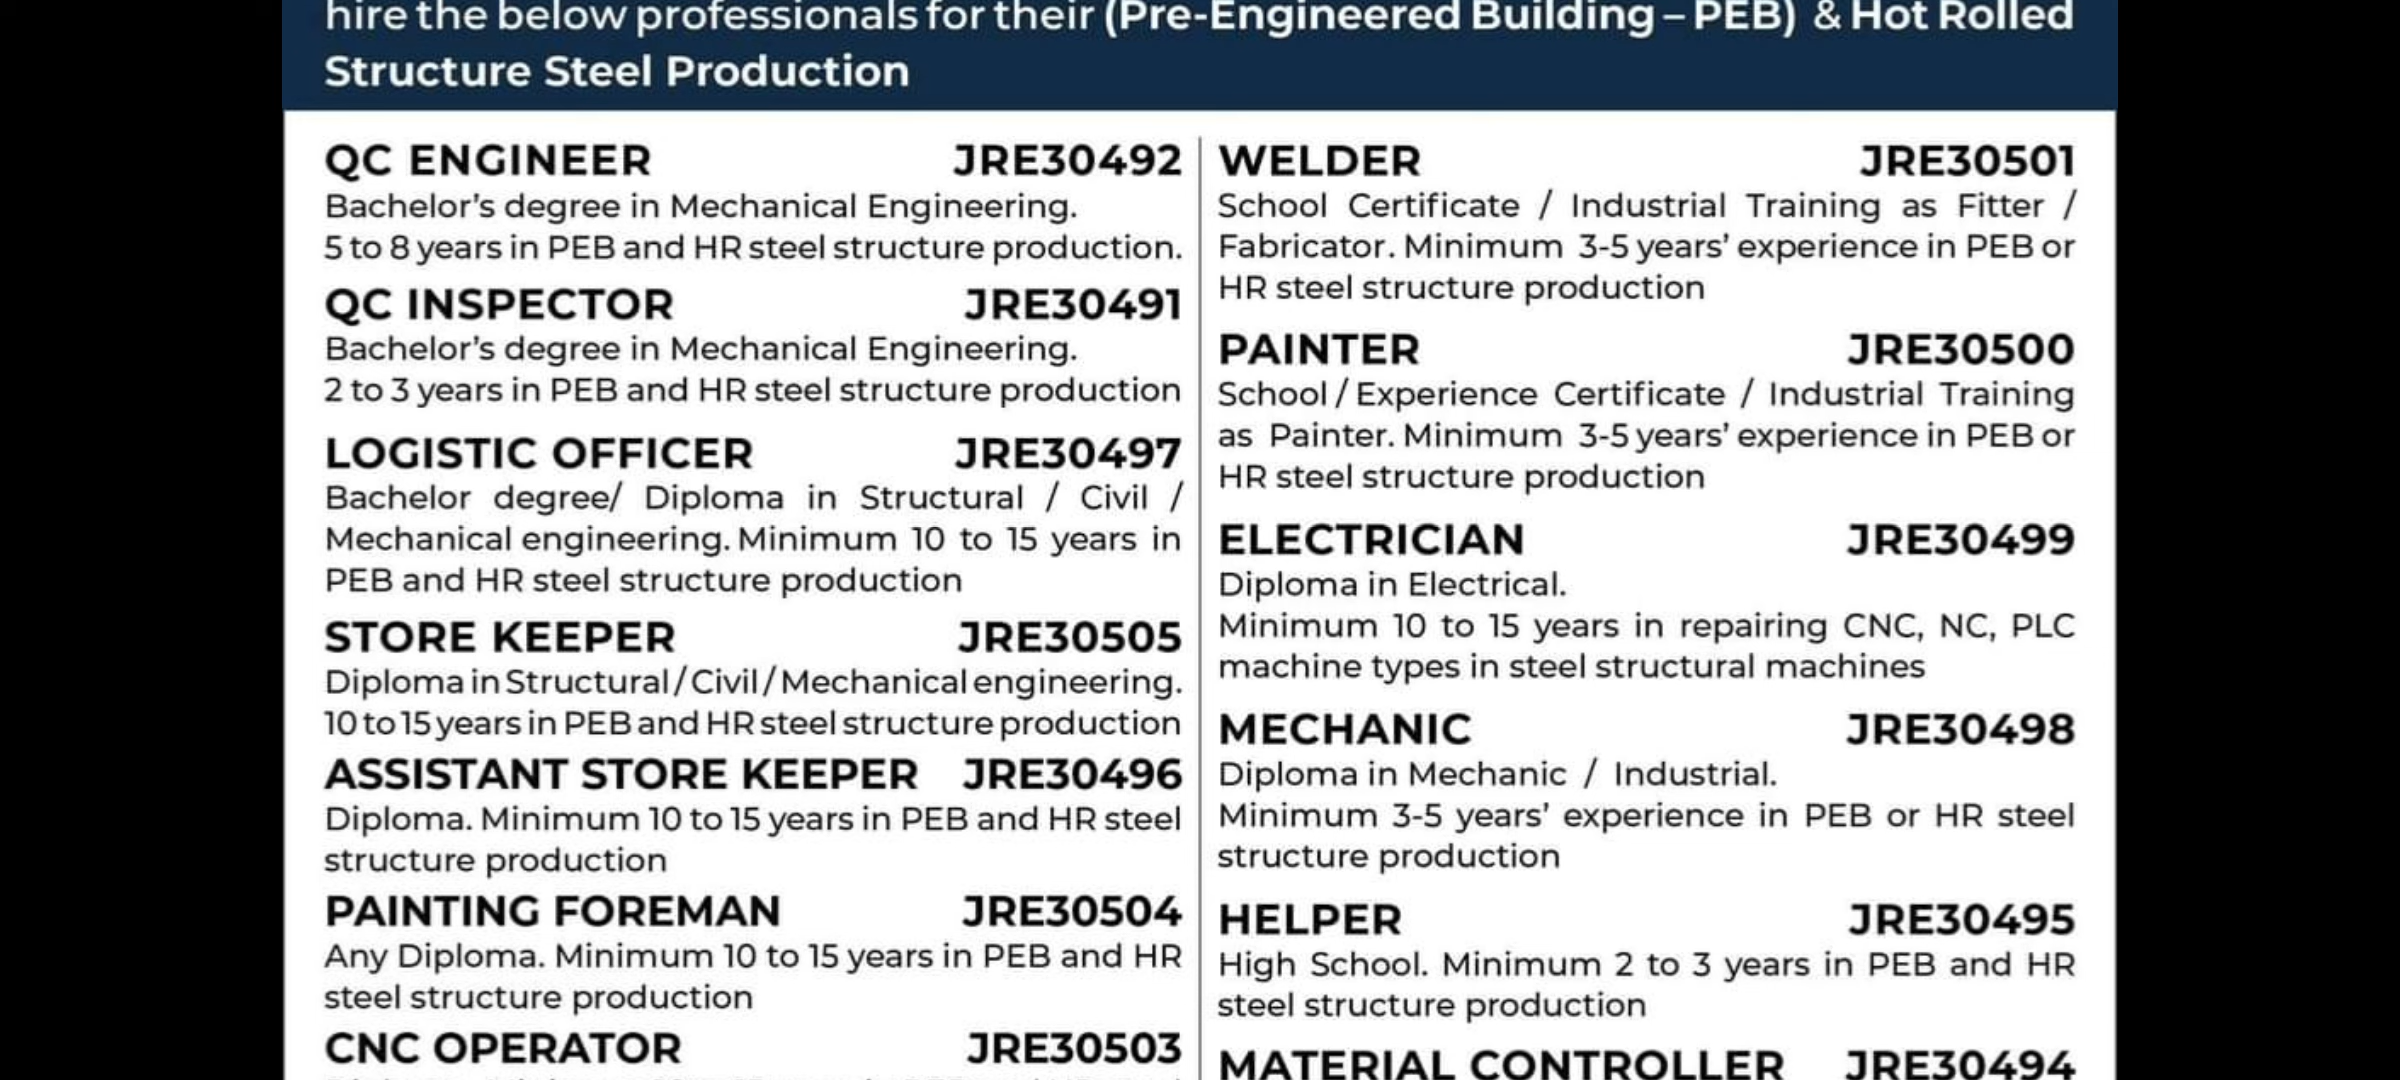 hire the below professionals for their (Pre-Engineered Building – PEB) & Hot Rolled
Structure Steel Production
QC ENGINEER JRE30492
Bachelor's degree in Mechanical Engineering.
5 to 8 years in PEB and HR steel structure production.
QC INSPECTOR JRE30491
Bachelor's degree in Mechanical Engineering.
2 to 3 years in PEB and HR steel structure production
LOGISTIC OFFICER JRE30497
Bachelor degree/ Diploma in Structural / Civil /
Mechanical engineering. Minimum 10 to 15 years in
PEB and HR steel structure production
STORE KEEPER JRE30505
Diploma in Structural / Civil / Mechanical engineering.
10 to 15 years in PEB and HR steel structure production
ASSISTANT STORE KEEPER JRE30496
Diploma. Minimum 10 to 15 years in PEB and HR steel
structure production
PAINTING FOREMAN JRE30504
Any Diploma. Minimum 10 to 15 years in PEB and HR
steel structure production
CNC OPERATOR JRE30503
WELDER JRE30501
School Certificate / Industrial Training as Fitter /
Fabricator. Minimum 3-5 years' experience in PEB or
HR steel structure production
PAINTER JRE30500
School / Experience Certificate / Industrial Training
as Painter. Minimum 3-5 years' experience in PEB or
HR steel structure production
ELECTRICIAN JRE30499
Diploma in Electrical.
Minimum 10 to 15 years in repairing CNC, NC, PLC
machine types in steel structural machines
MECHANIC JRE30498
Diploma in Mechanic / Industrial.
Minimum 3-5 years' experience in PEB or HR steel
structure production
HELPER JRE30495
High School. Minimum 2 to 3 years in PEB and HR
steel structure production
MATERIAL CONTROLLER JRE30494